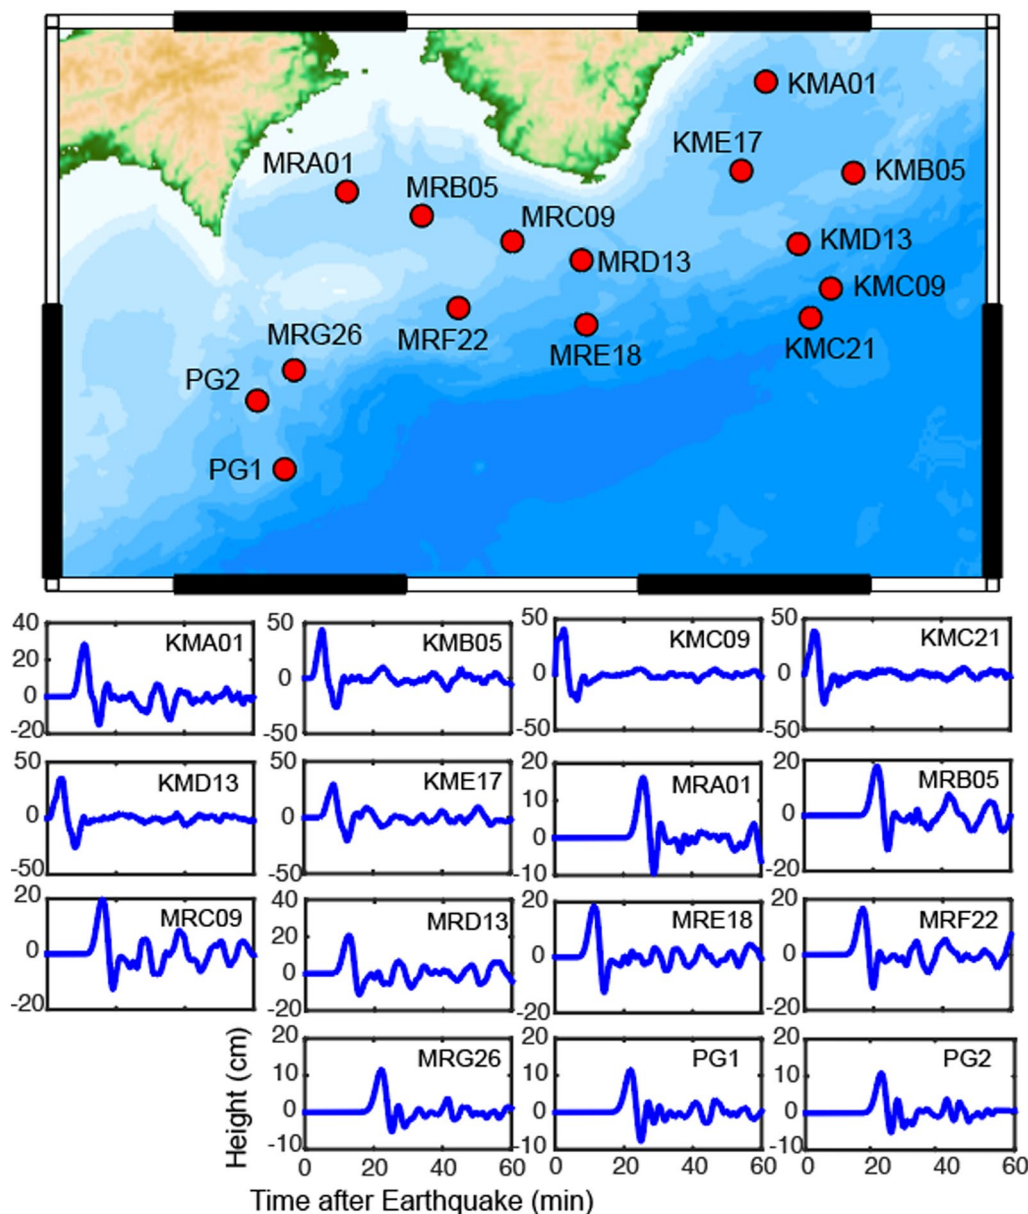 KMA01
KME17
KMB05
MRA01
MRB05
MRC09
KMD13
MRD13
KMC09
MRF22
MRE18
KMC21
MRG26
PG2
PG1
40 KMA01 50 KMB05 50 KMC09 50 KMC21
20
0 0 0 0
-20 -50 -50 -50
50 KMD13 50 KME17 20 MRA01 20 MRB05
10
0 0 0 0
-50 -50 -10 -20
20 MRC09 40 MRD13 20 MRE18 20 MRF22
20
0 0 0 0
-20 -20 -20 -20
20 MRG26 20 PG1 20 PG2
10 10 10
0 0 0
-10 -10 -10
0 20 40 60 0 20 40 60 0 20 40 60
Height (cm)
Time after Earthquake (min)